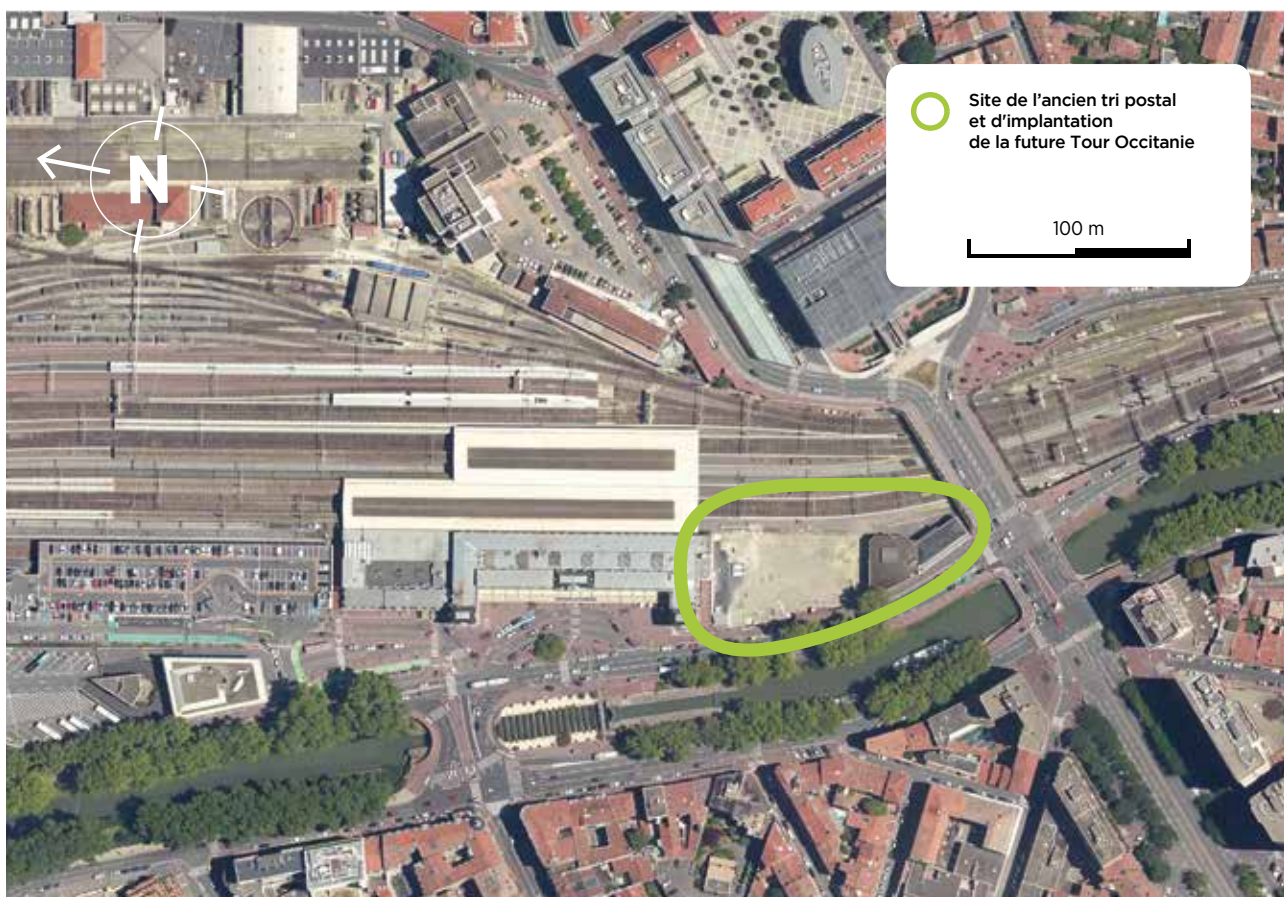 N
Site de l'ancien tri postal
et d'implantation
de la future Tour Occitanie
100 m